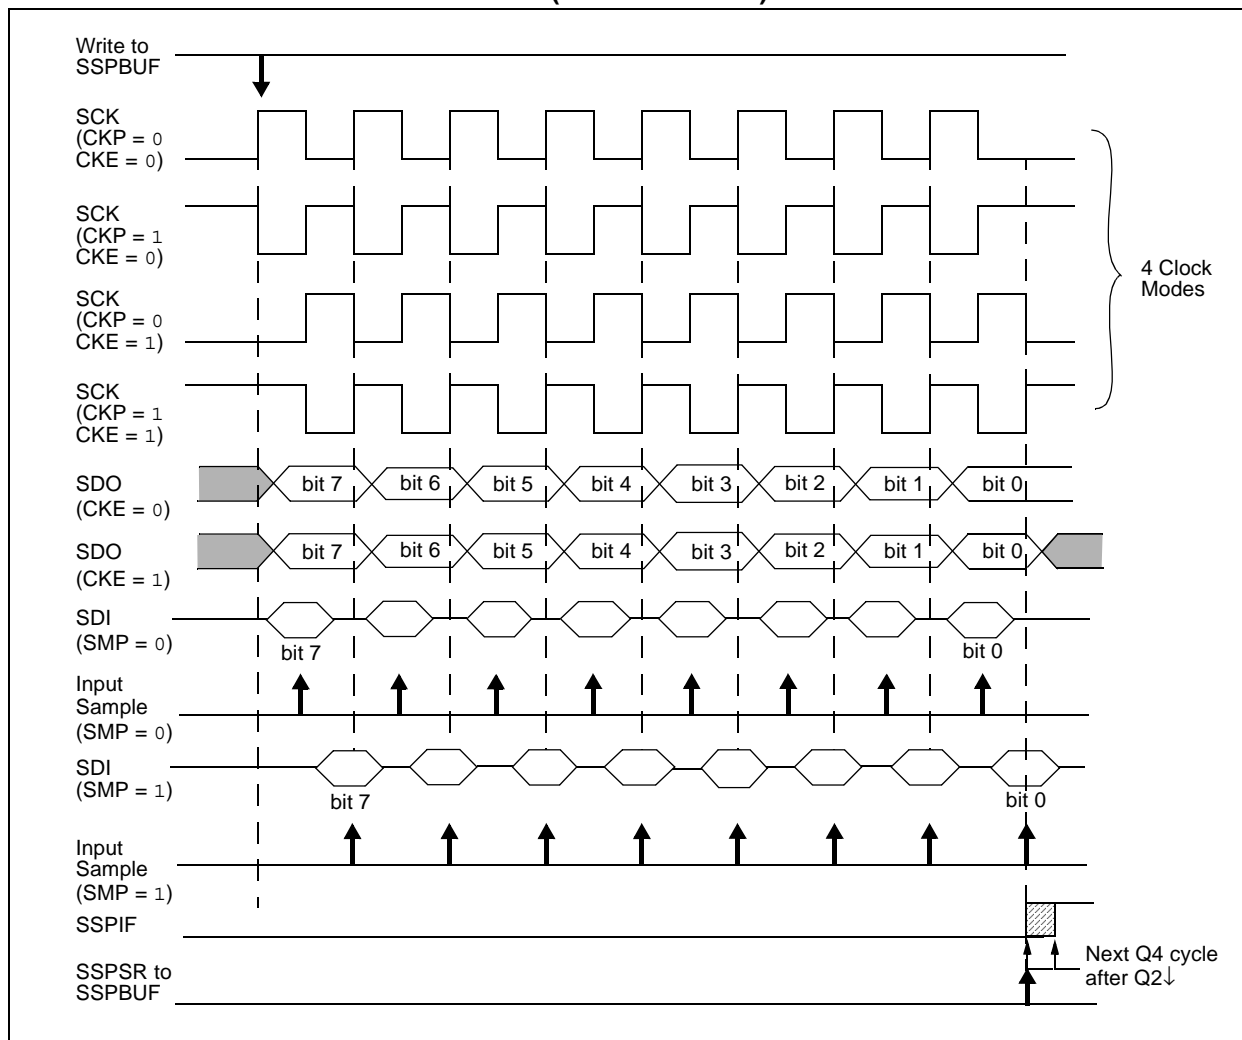 Write to
SSPBUF
SCK
(CKP = 0
CKE = 0)
SCK
(CKP = 1
CKE = 0)
SCK
(CKP = 0
CKE = 1)
SCK
(CKP = 1
CKE = 1)
4 Clock
Modes
SDO
(CKE = 0)
bit 7 bit 6 bit 5 bit 4 bit 3 bit 2 bit 1 bit 0
SDO
(CKE = 1)
bit 7 bit 6 bit 5 bit 4 bit 3 bit 2 bit 1 bit 0
SDI
(SMP = 0)
bit 7 bit 0
Input
Sample
(SMP = 0)
SDI
(SMP = 1)
bit 7 bit 0
Input
Sample
(SMP = 1)
SSPIF
Next Q4 cycle
after Q2↓
SSPSR to
SSPBUF